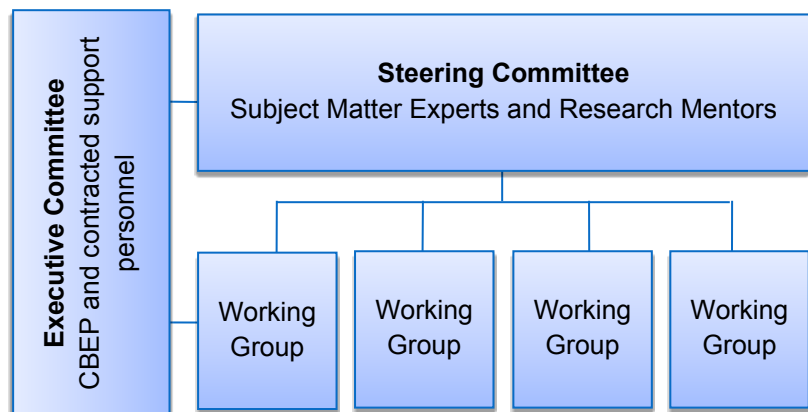 Executive Committee
CBEP and contracted support
personnel
Steering Committee
Subject Matter Experts and Research Mentors
Working
Group
Working
Group
Working
Group
Working
Group